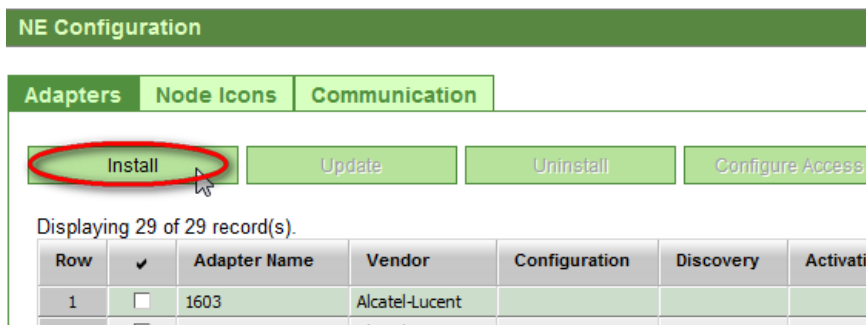 NE Configuration
Adapters Node Icons Communication
Install Update Uninstall Configure Access
Displaying 29 of 29 record(s).
Row ✔ Adapter Name Vendor Configuration Discovery Activati
1 1603 Alcatel-Lucent